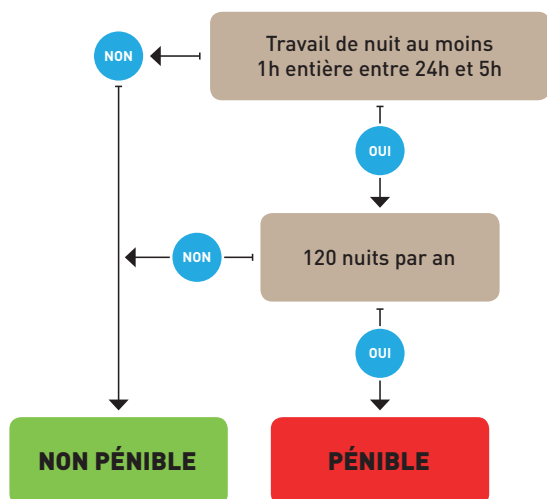 Travail de nuit au moins
1h entière entre 24h et 5h
NON
OUI
120 nuits par an
NON
OUI
NON PÉNIBLE
PÉNIBLE